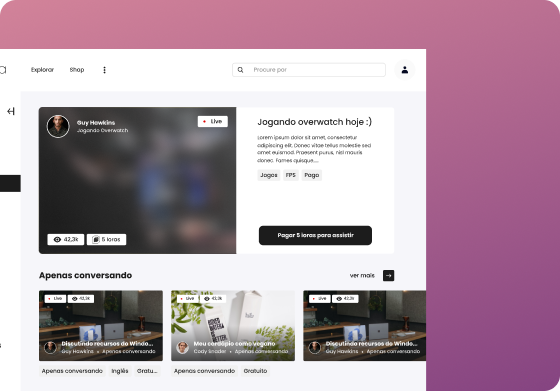 Explorar
Shop
Procure por
Guy Hawkins
Jogando Overwatch
Live
42,3k
5 loras
Jogando overwatch hoje :)
Lorem ipsum dolor sit amet, consectetur
adipiscing elit. Donec vitae tellus molestie sed
amet euismod. Praesent purus, nisl mauris
donec. Fames quisque....
Jogos
FPS
Pago
Pagar 5 loras para assistir
Apenas conversando
ver mais
Live
42,3k
Discutindo recursos do Windo...
Guy Hawkins • Apenas conversando
Apenas conversando
Inglês
Gratu...
Live
42,3k
Meu cardápio como vegano
Cody Snader • Apenas conversando
Apenas conversando
Gratuito
Live
42,3k
Discutindo recursos do Windo...
Guy Hawkins • Apenas conversando